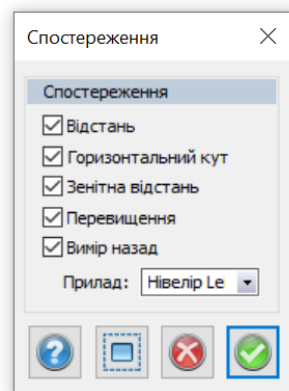 Спостереження
Спостереження
Відстань
Горизонтальний кут
Зенітна відстань
Перевищення
Вимір назад
Прилад: Нівелір Le